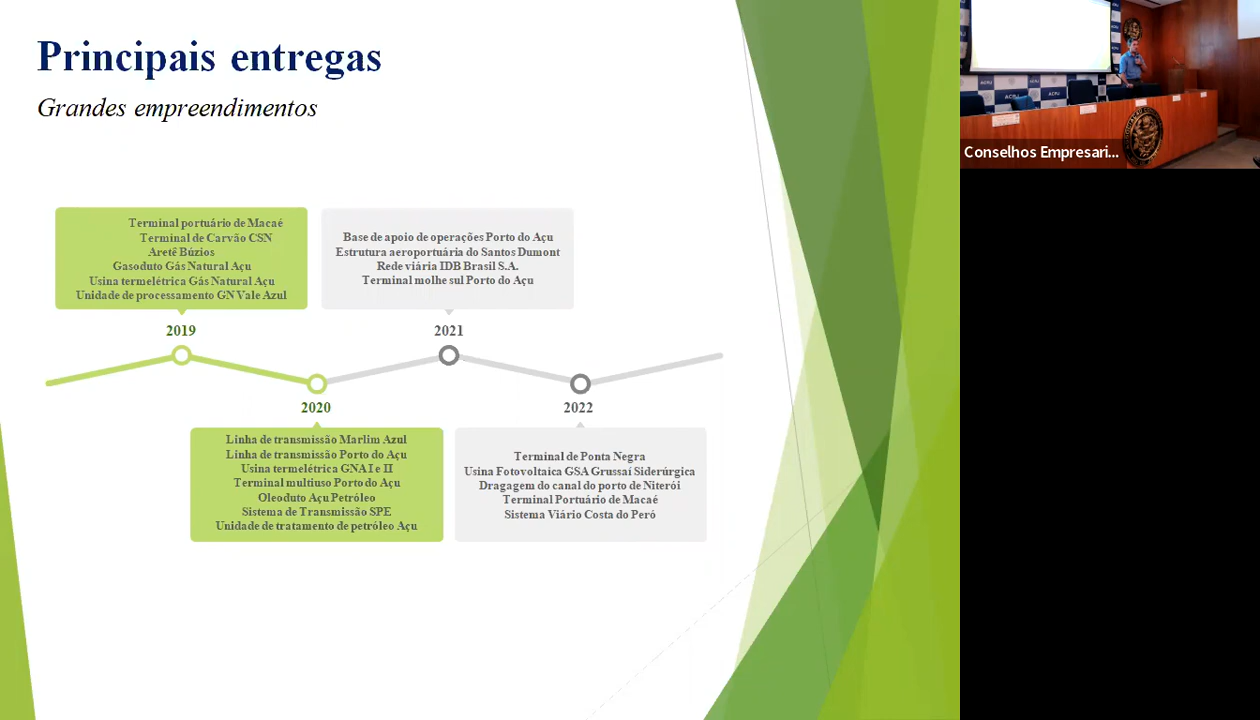 Principais entregas
Grandes empreendimentos
Terminal portuário de Macaé
Terminal de Carvão CSN
Aretê Búzios
Gasoduto Gás Natural Açu
Usina termelétrica Gás Natural Açu
Unidade de processamento GN Vale Azul
2019
Base de apoio de operações Porto do Açu
Estrutura aeroportuária do Santos Dumont
Rede viária IDB Brasil S.A.
Terminal molhe sul Porto do Açu
2021
2020
Linha de transmissão Marlim Azul
Linha de transmissão Porto do Açu
Usina termelétrica GNA I e II
Terminal multiuso Porto do Açu
Oleoduto Açu Petróleo
Sistema de Transmissão SPE
Unidade de tratamento de petróleo Açu
2022
Terminal de Ponta Negra
Usina Fotovoltaica GSA Grussaí Siderúrgica
Dragagem do canal do porto de Niterói
Terminal Portuário de Macaé
Sistema Viário Costa do Peró
ACRJ
Conselhos Empresari...